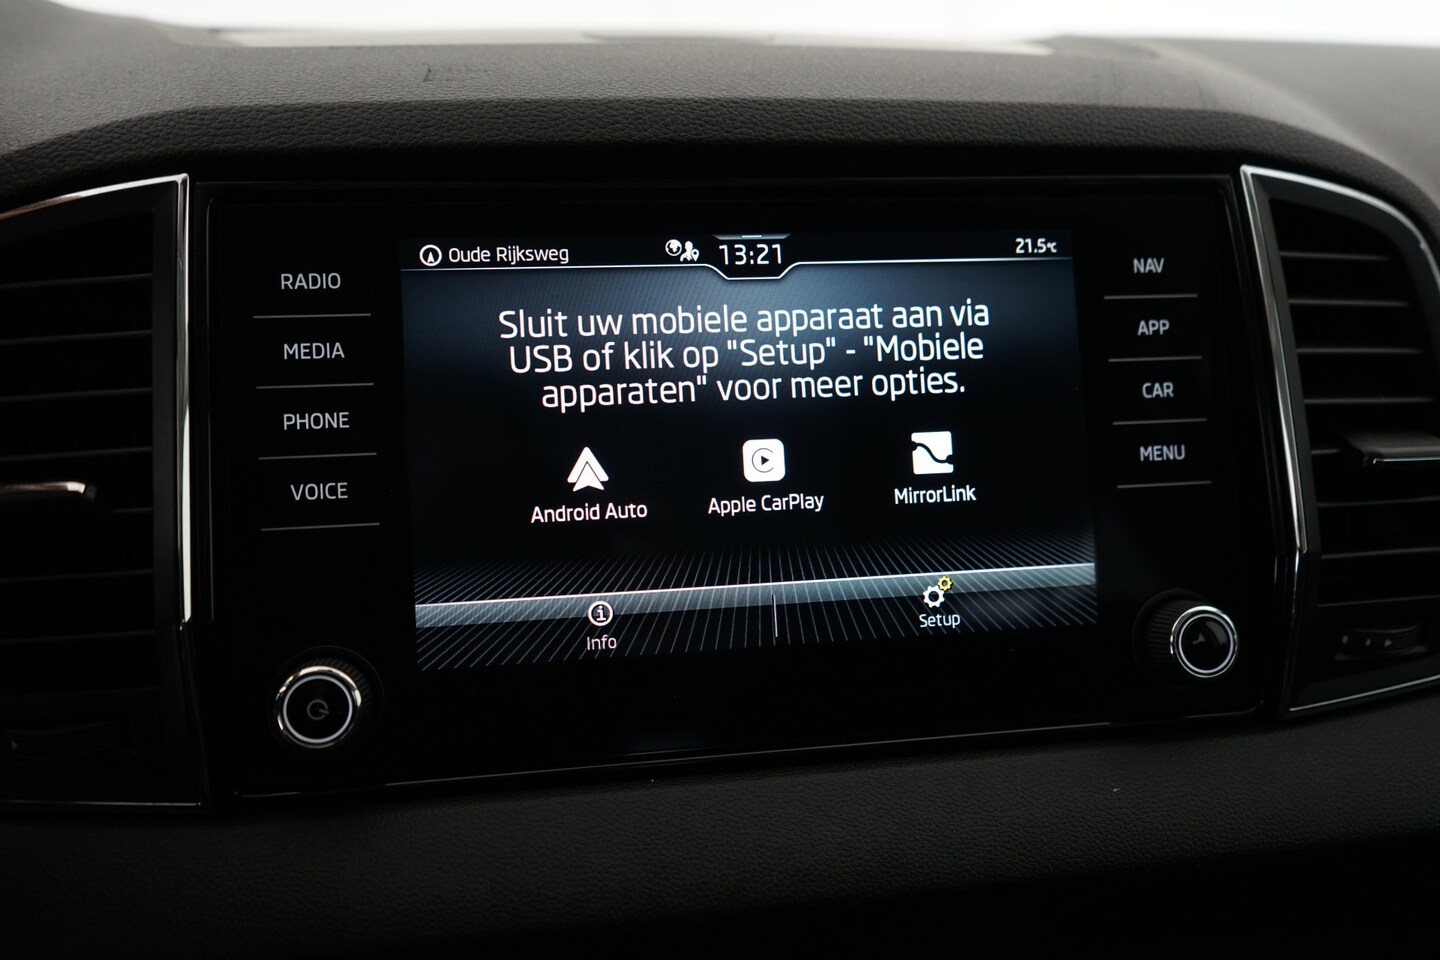 Oude Rijksweg
13:21
21.5°C
RADIO
MEDIA
PHONE
VOICE
Sluit uw mobiele apparaat aan via
USB of klik op "Setup" - "Mobiele
apparaten" voor meer opties.
Android Auto
Apple CarPlay
MirrorLink
Info
Setup
NAV
APP
CAR
MENU